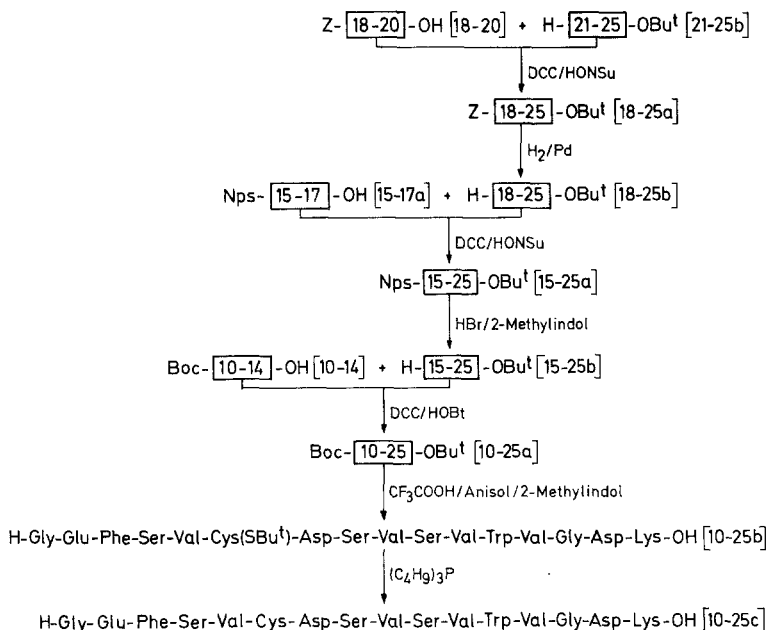 Z-18-20-OH [18-20] + H-21-25-OBuᵗ [21-25b]
DCC/HONSu
Z-18-25-OBuᵗ [18-25a]
H₂/Pd
Nps-15-17-OH [15-17a] + H-18-25-OBuᵗ [18-25b]
DCC/HONSu
Nps-15-25-OBuᵗ [15-25a]
HBr/2-Methylindol
Boc-10-14-OH [10-14] + H-15-25-OBuᵗ [15-25b]
DCC/HOBt
Boc-10-25-OBuᵗ [10-25a]
CF₃COOH/Anisol/2-Methylindol
H-Gly-Glu-Phe-Ser-Val-Cys(SBuᵗ)-Asp-Ser-Val-Ser-Val-Trp-Val-Gly-Asp-Lys-OH [10-25b]
(C₄H₉)₃P
H-Gly-Glu-Phe-Ser-Val-Cys-Asp-Ser-Val-Ser-Val-Trp-Val-Gly-Asp-Lys-OH [10-25c]